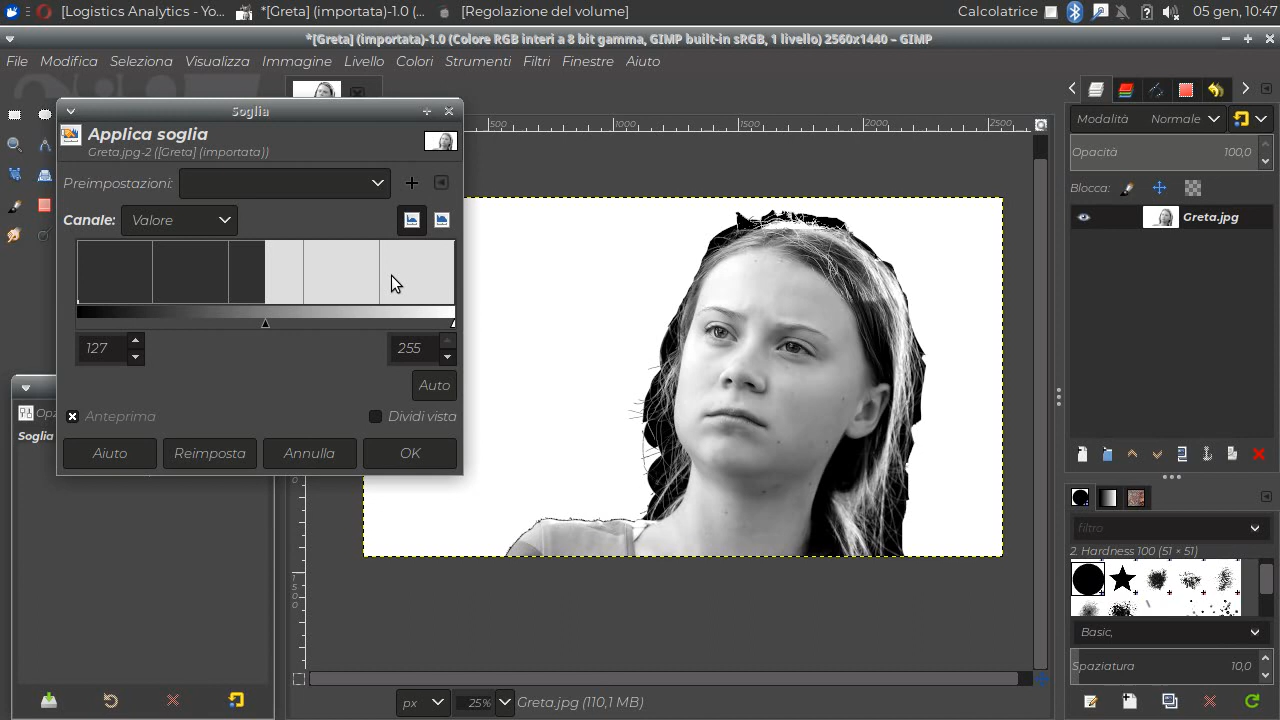 [Logistics Analytics - Yo... *[Greta] (importata)-1.0 (... [Regolazione del volume] Calcolatrice 05 gen, 10:47
*[Greta] (importata)-1.0 (Colore RGB interi a 8 bit gamma, GIMP built-in sRGB, 1 livello) 2560x1440 – GIMP
File Modifica Seleziona Visualizza Immagine Livello Colori Strumenti Filtri Finestre Aiuto
Soglia
Applica soglia
Greta.jpg-2 ([Greta] (importata))
Preimpostazioni:
Canale: Valore
127 255
Auto
Anteprima Dividi vista
Aiuto Reimposta Annulla OK
Soglia
500 1000 1500 2000 2500
px 25% Greta.jpg (110,1 MB)
Modalità Normale
Opacità 100,0
Blocca:
Greta.jpg
filtro
2. Hardness 100 (51 × 51)
Basic,
Spaziatura 10,0